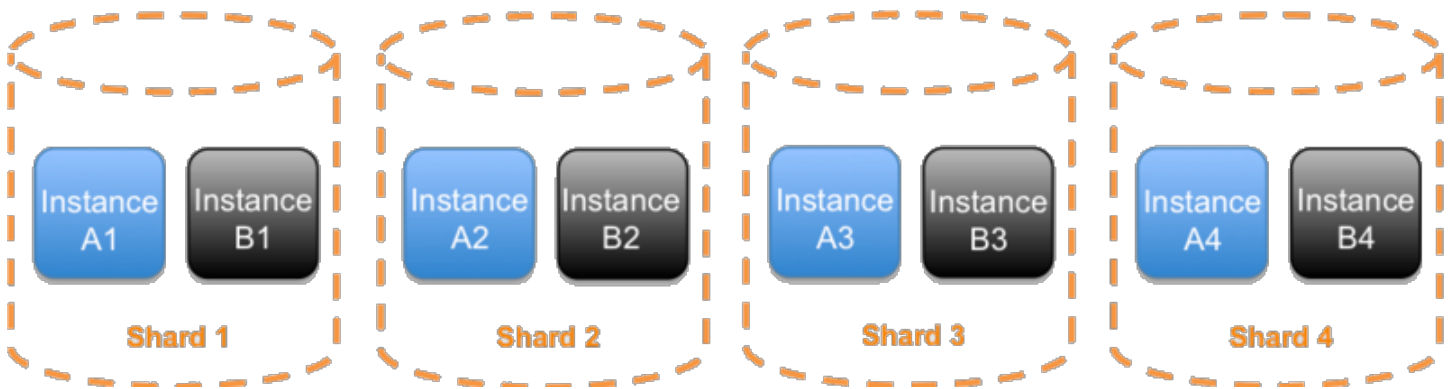 Instance
A1
Instance
B1
Shard 1
Instance
A2
Instance
B2
Shard 2
Instance
A3
Instance
B3
Shard 3
Instance
A4
Instance
B4
Shard 4